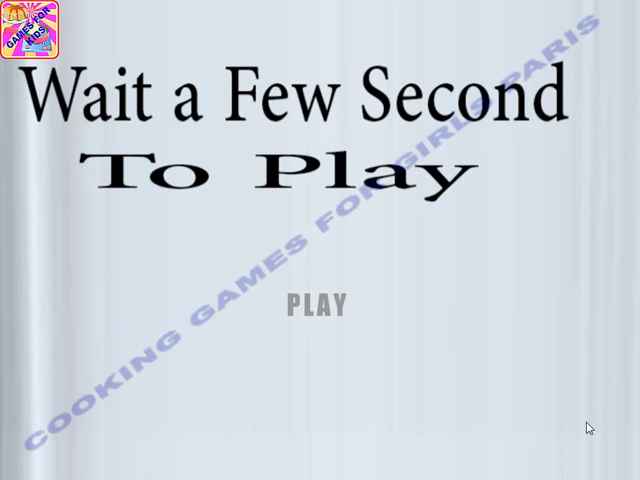 GAMES FOR
KIDS
Wait a Few Second
To Play
COOKING GAMES FOR GIRLS PARIS
PLAY